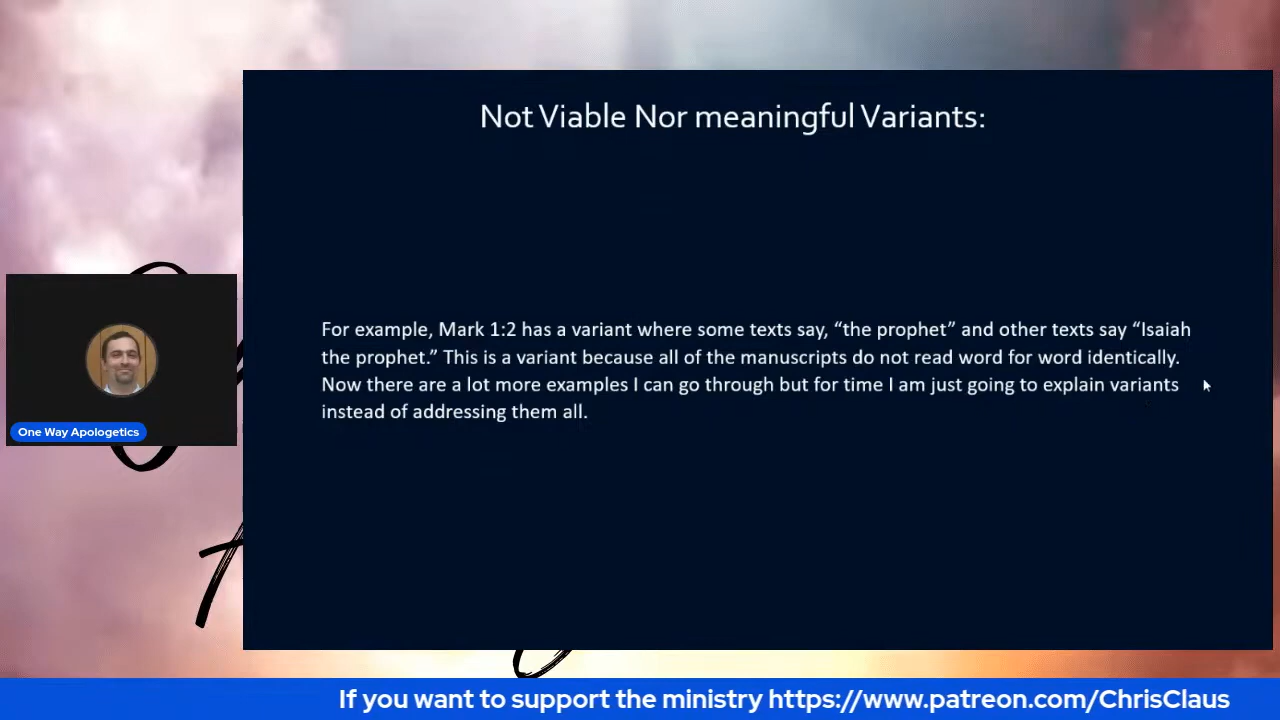 Not Viable Nor meaningful Variants:
For example, Mark 1:2 has a variant where some texts say, “the prophet” and other texts say “Isaiah
the prophet.” This is a variant because all of the manuscripts do not read word for word identically.
Now there are a lot more examples I can go through but for time I am just going to explain variants
instead of addressing them all.
One Way Apologetics
If you want to support the ministry https://www.patreon.com/ChrisClaus